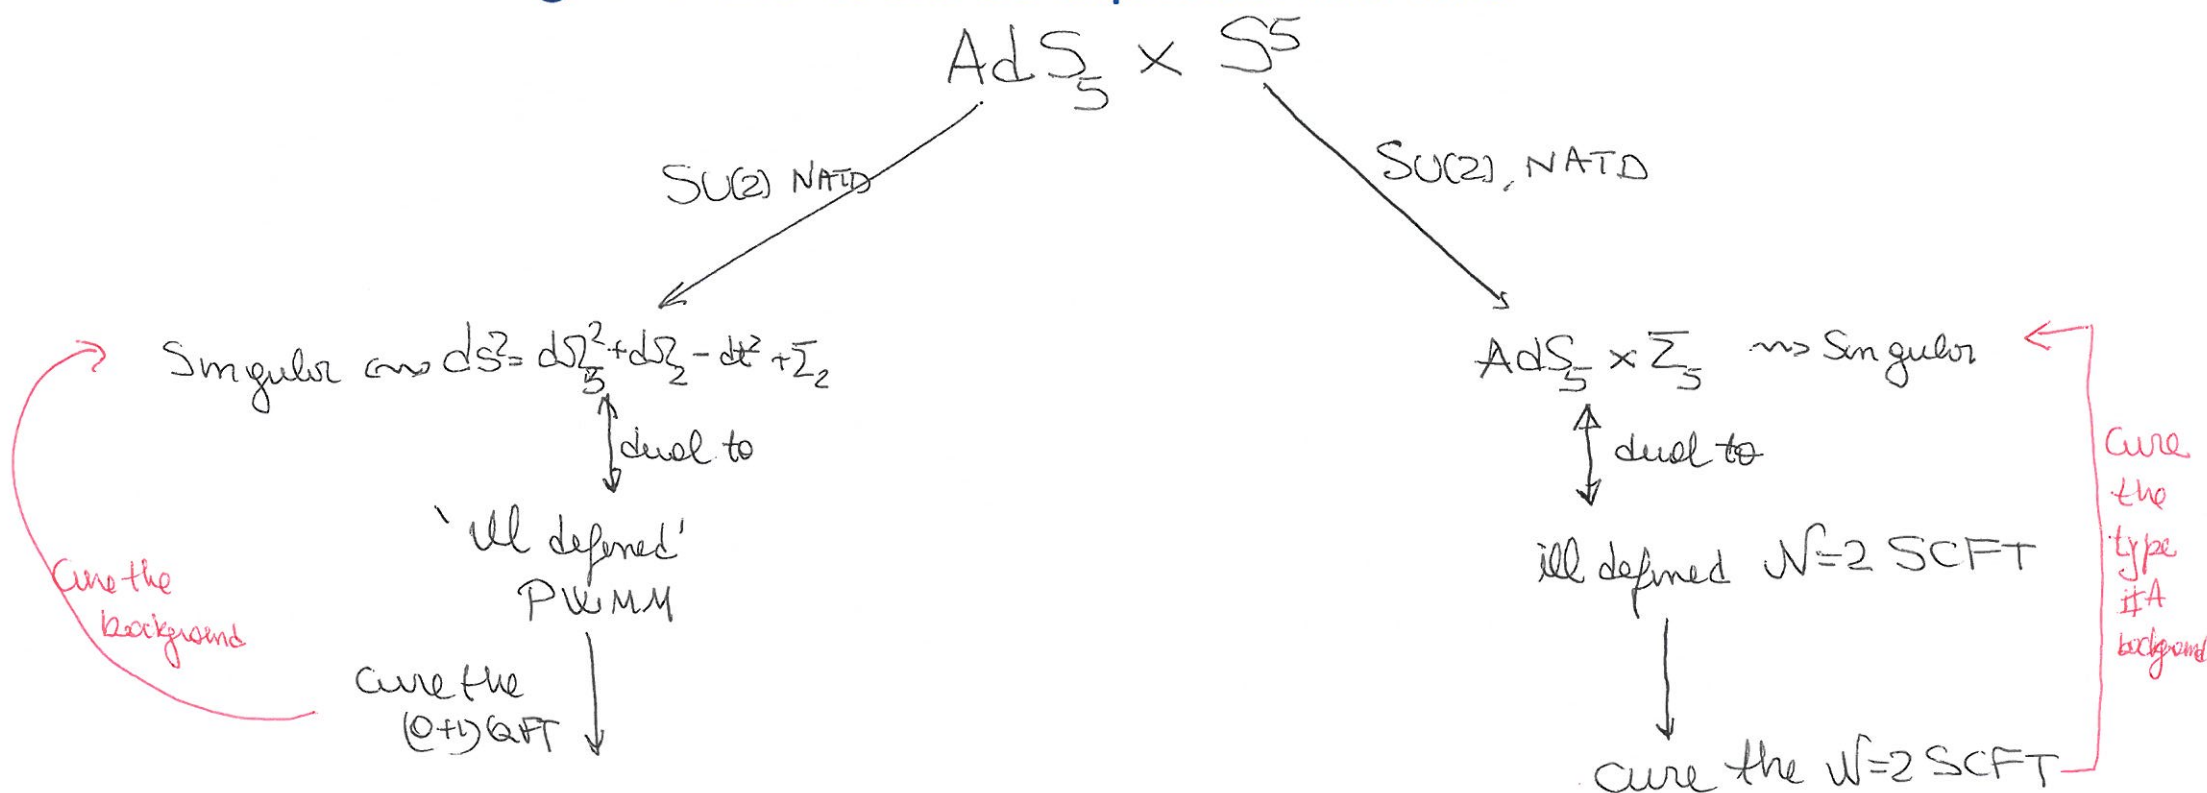 AdS₅ × S⁵
SU(2) NATD
SU(2), NATD
Singular ds² = dΩ₅² + dΩ₂ - dt² + Σ₂
AdS₅ × Σ₅ ~> Singular
dual to
dual to
'ill defined'
PWMM
ill defined N=2 SCFT
Cure the
background
Cure the
(0+1) QFT
cure the N=2 SCFT
Cure
the
type
IIA
background